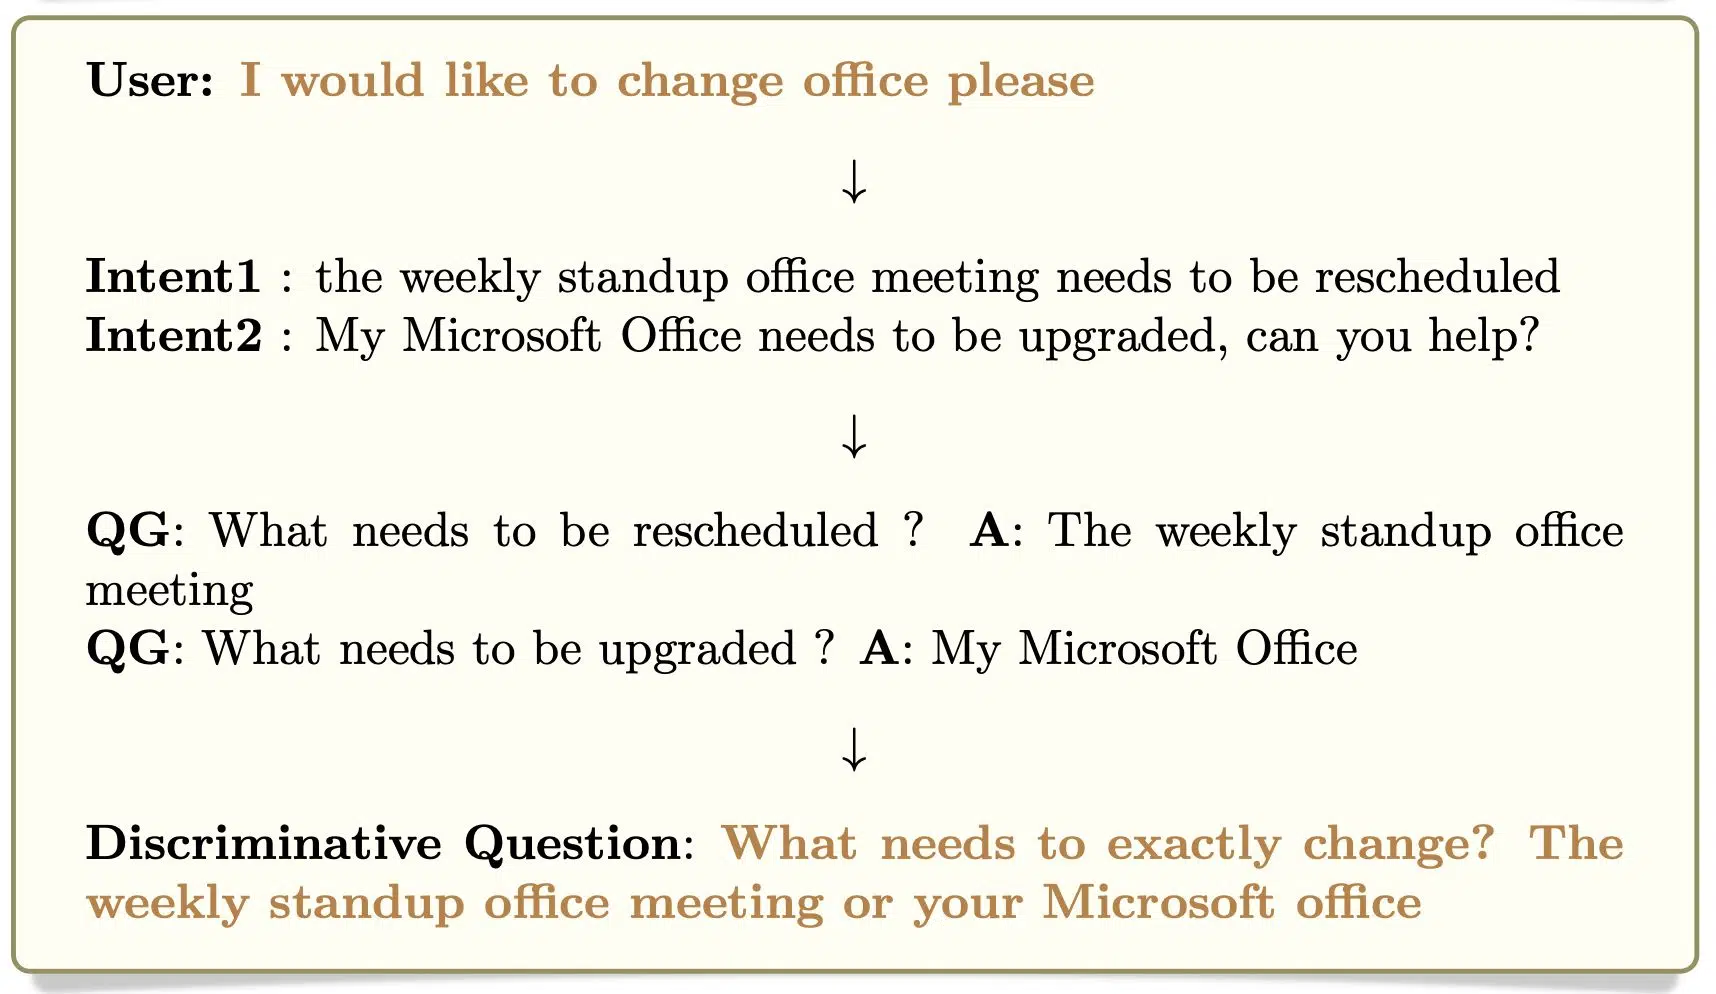 User: I would like to change office please
↓
Intent1 : the weekly standup office meeting needs to be rescheduled
Intent2 : My Microsoft Office needs to be upgraded, can you help?
↓
QG: What needs to be rescheduled ? A: The weekly standup office
meeting
QG: What needs to be upgraded ? A: My Microsoft Office
↓
Discriminative Question: What needs to exactly change? The
weekly standup office meeting or your Microsoft office